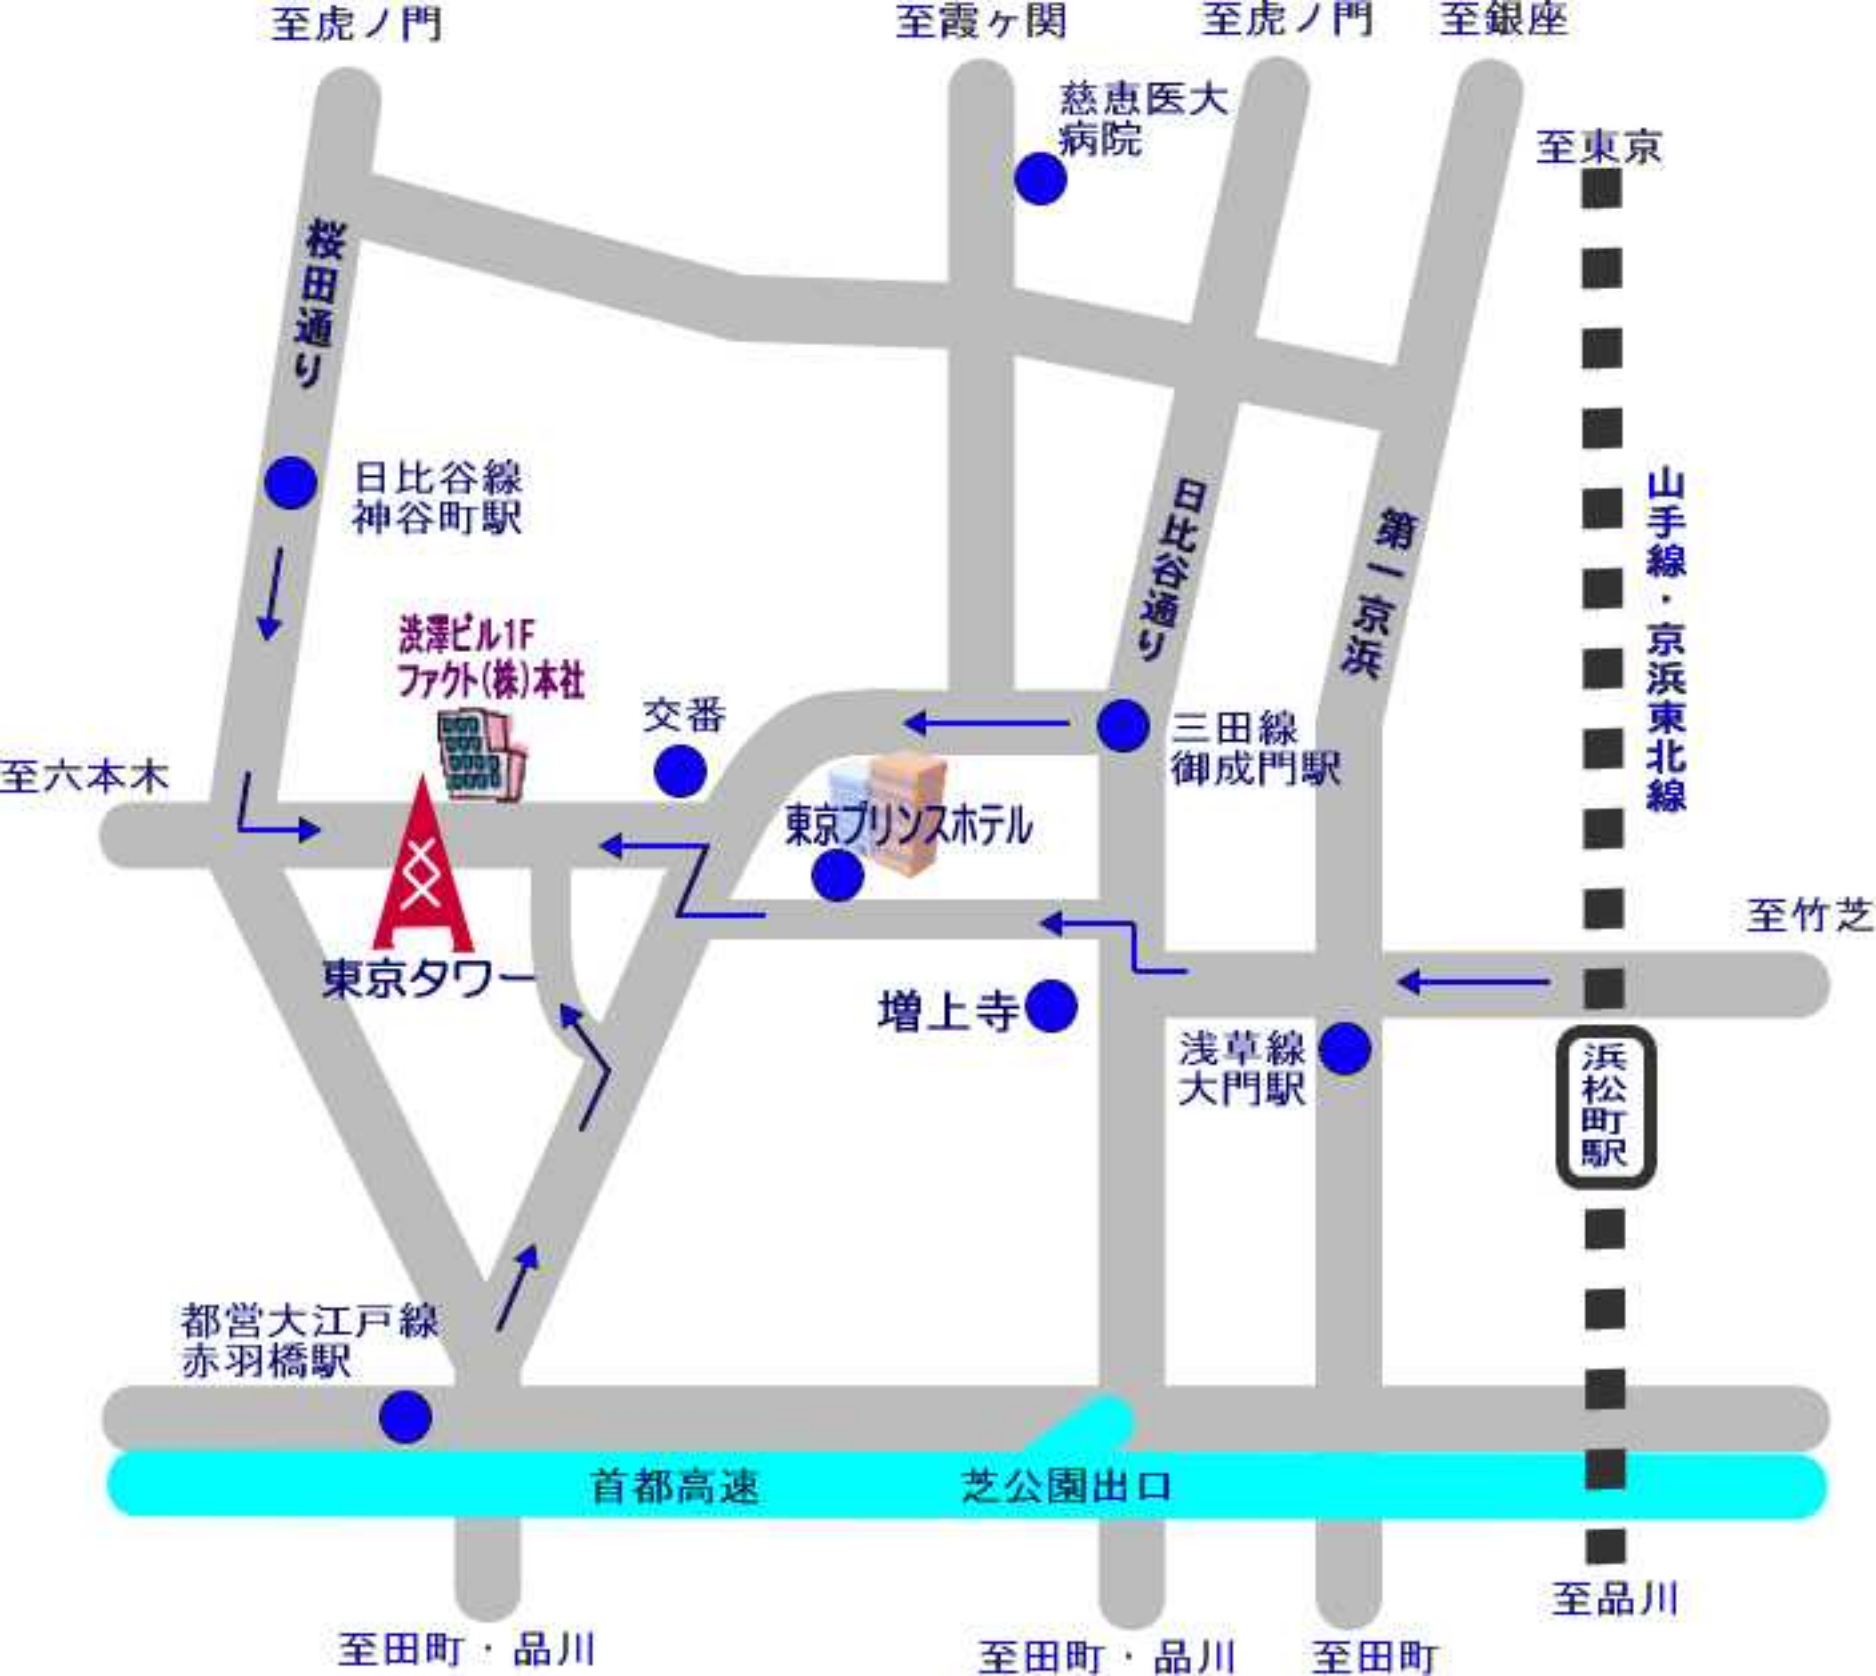 至虎ノ門
至霞ヶ関
至虎ノ門
至銀座
慈恵医大
病院
至東京
桜田通り
日比谷線
神谷町駅
日比谷通り
第一京浜
山手線・京浜東北線
渋澤ビル1F
ファクト(株)本社
交番
三田線
御成門駅
至六本木
東京プリンスホテル
至竹芝
東京タワー
増上寺
浅草線
大門駅
浜松町駅
都営大江戸線
赤羽橋駅
首都高速
芝公園出口
至品川
至田町・品川
至田町・品川
至田町